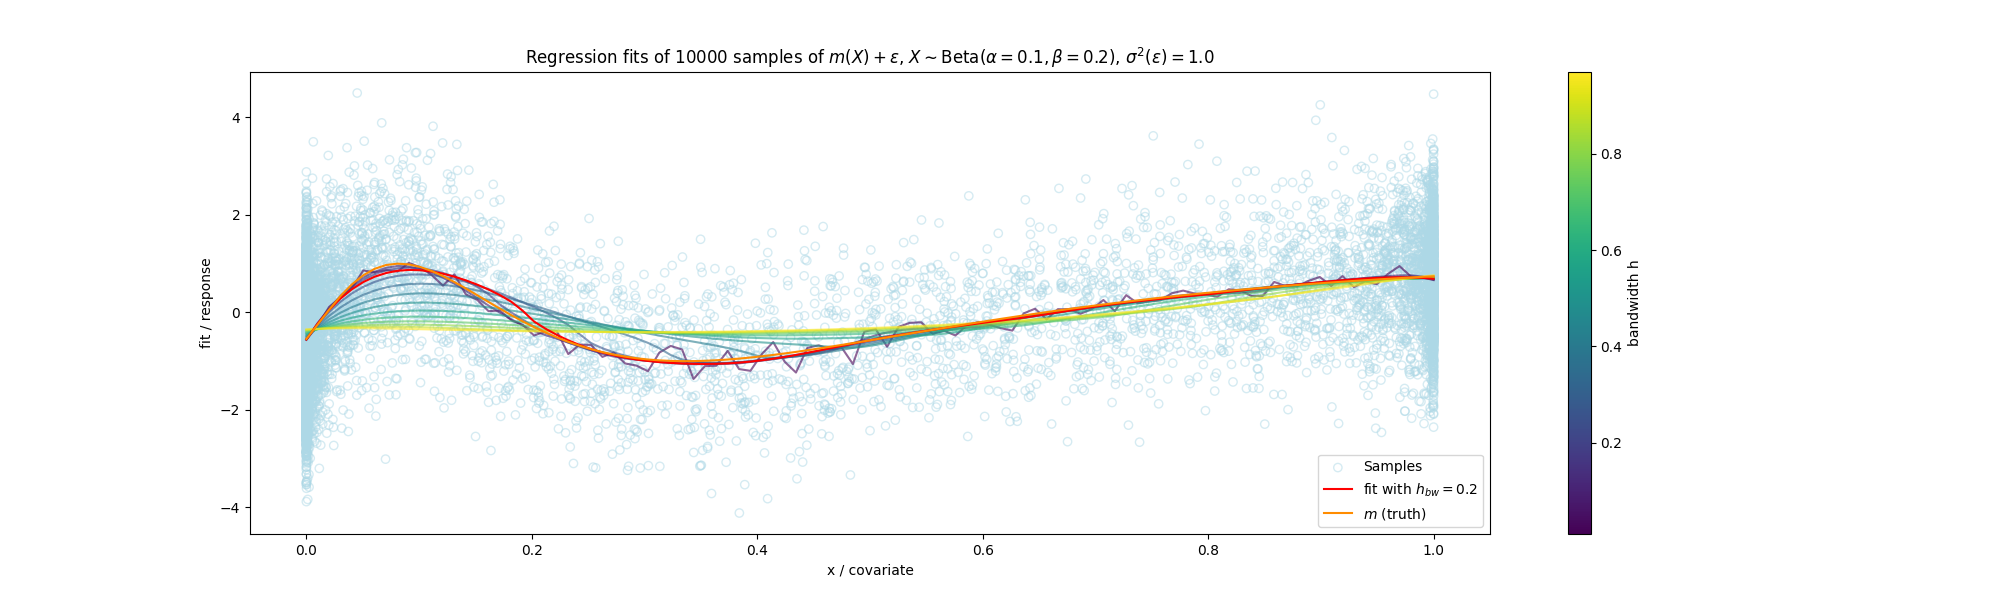 Regression fits of 10000 samples of m(X) + ε, X ~ Beta(α = 0.1, β = 0.2), σ²(ε) = 1.0
fit / response
4
2
0
−2
−4
0.0 0.2 0.4 0.6 0.8 1.0
x / covariate
Samples
fit with h_bw = 0.2
m (truth)
0.8
0.6
0.4
0.2
bandwidth h